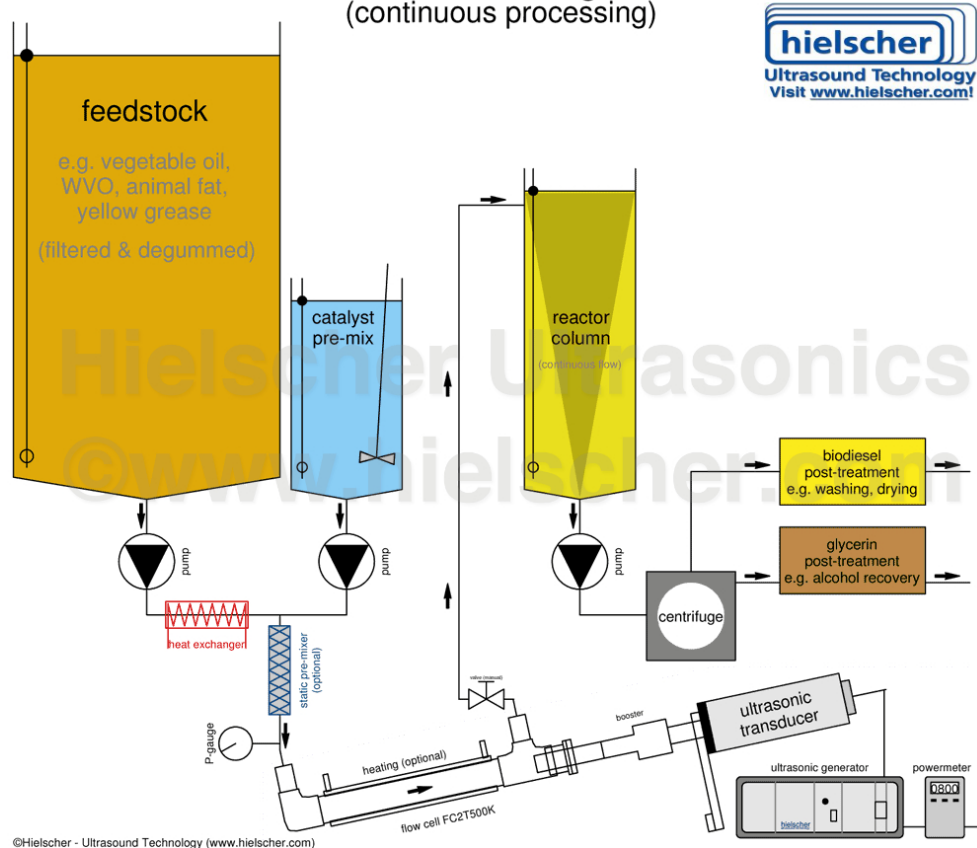 (continuous processing)
hielscher
Ultrasound Technology
Visit www.hielscher.com!
feedstock
e.g. vegetable oil,
WVO, animal fat,
yellow grease
(filtered & degummed)
catalyst
pre-mix
reactor
column
(continuous flow)
Hielscher Ultrasonics
©www.hielscher.com
biodiesel
post-treatment
e.g. washing, drying
glycerin
post-treatment
e.g. alcohol recovery
pump
pump
pump
centrifuge
heat exchanger
static pre-mixer
(optional)
valve (manual)
P-gauge
heating (optional)
flow cell FC2T500K
booster
ultrasonic
transducer
ultrasonic generator
powermeter
0800
hielscher
©Hielscher - Ultrasound Technology (www.hielscher.com)